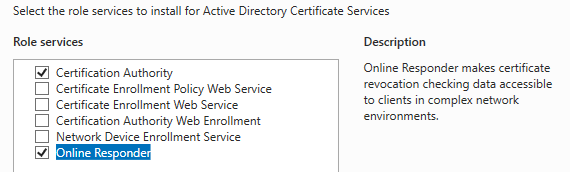 Select the role services to install for Active Directory Certificate Services
Role services
Certification Authority
Certificate Enrollment Policy Web Service
Certificate Enrollment Web Service
Certification Authority Web Enrollment
Network Device Enrollment Service
Online Responder
Description
Online Responder makes certificate
revocation checking data accessible
to clients in complex network
environments.